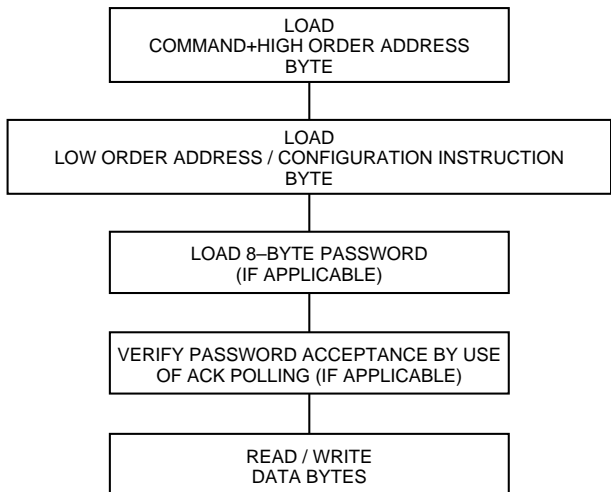 LOAD
COMMAND+HIGH ORDER ADDRESS
BYTE
LOAD
LOW ORDER ADDRESS / CONFIGURATION INSTRUCTION
BYTE
LOAD 8–BYTE PASSWORD
(IF APPLICABLE)
VERIFY PASSWORD ACCEPTANCE BY USE
OF ACK POLLING (IF APPLICABLE)
READ / WRITE
DATA BYTES